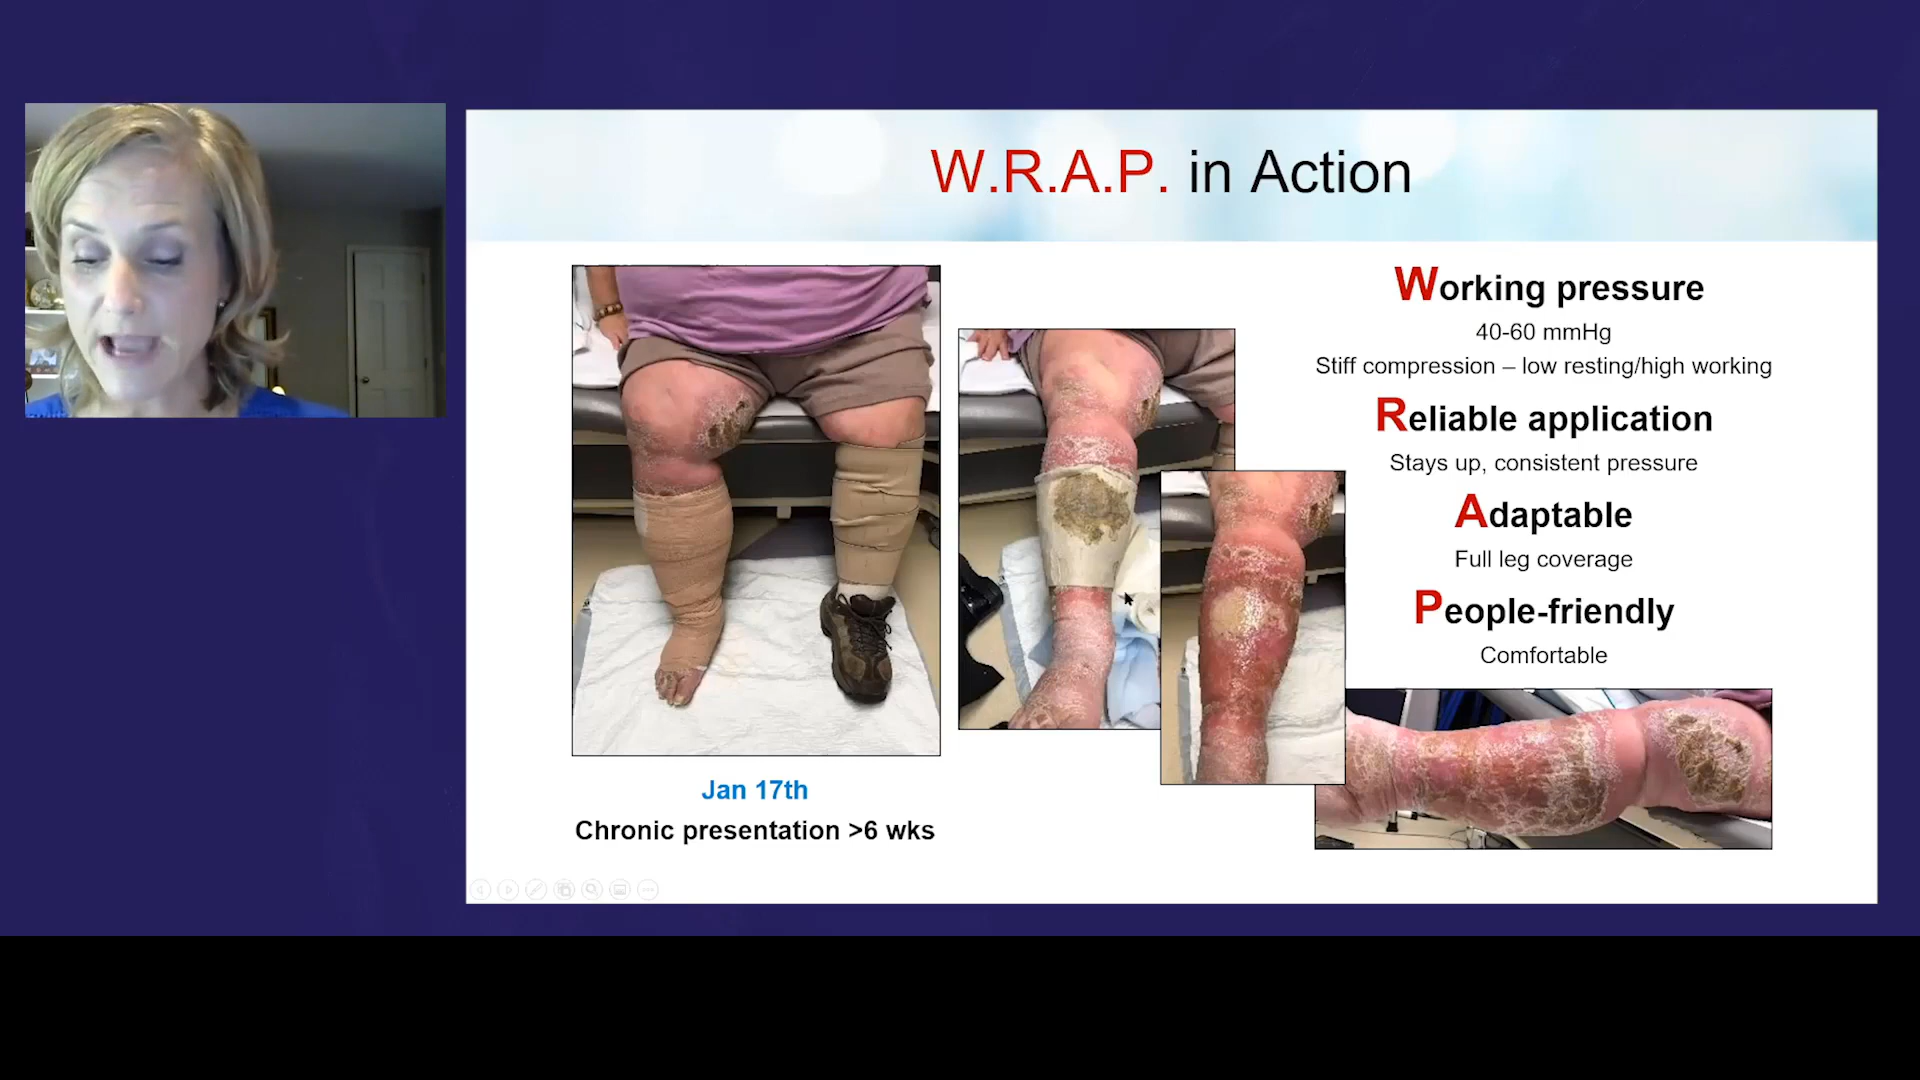 W.R.A.P. in Action
Working pressure
40-60 mmHg
Stiff compression – low resting/high working
Reliable application
Stays up, consistent pressure
Adaptable
Full leg coverage
People-friendly
Comfortable
Jan 17th
Chronic presentation >6 wks